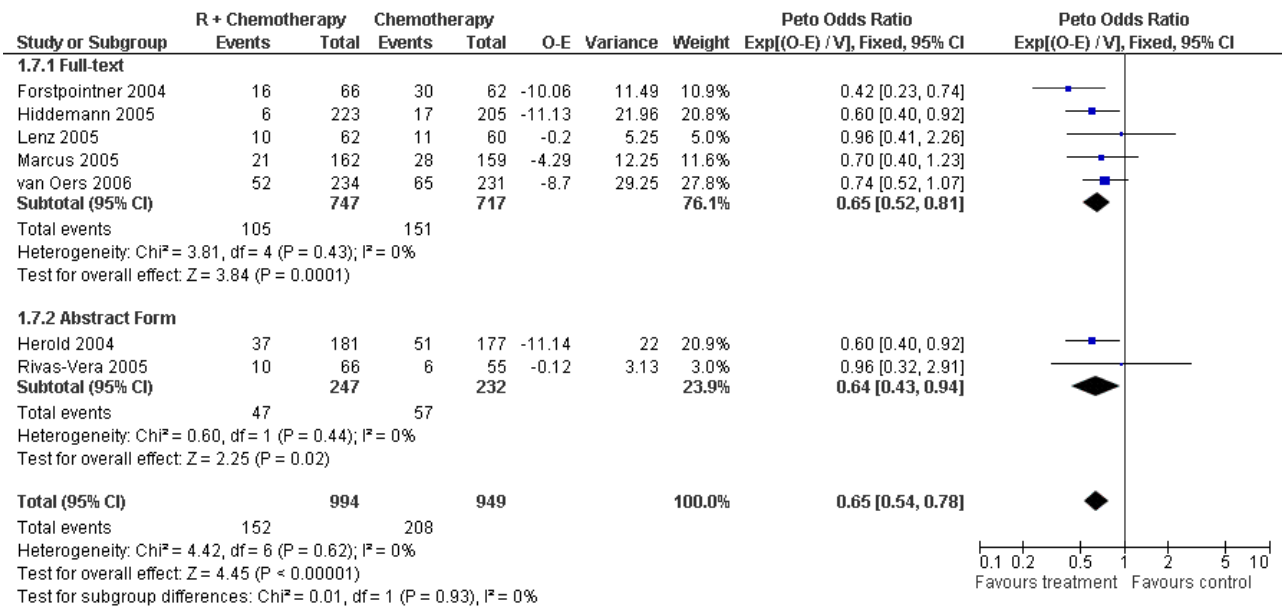 R + Chemotherapy Chemotherapy Peto Odds Ratio Peto Odds Ratio
Study or Subgroup Events Total Events Total O-E Variance Weight Exp[(O-E) / V], Fixed, 95% CI Exp[(O-E) / V], Fixed, 95% CI
1.7.1 Full-text
Forstpointner 2004 16 66 30 62 -10.06 11.49 10.9% 0.42 [0.23, 0.74]
Hiddemann 2005 6 223 17 205 -11.13 21.96 20.8% 0.60 [0.40, 0.92]
Lenz 2005 10 62 11 60 -0.2 5.25 5.0% 0.96 [0.41, 2.26]
Marcus 2005 21 162 28 159 -4.29 12.25 11.6% 0.70 [0.40, 1.23]
van Oers 2006 52 234 65 231 -8.7 29.25 27.8% 0.74 [0.52, 1.07]
Subtotal (95% CI) 747 717 76.1% 0.65 [0.52, 0.81]
Total events 105 151
Heterogeneity: Chi² = 3.81, df = 4 (P = 0.43); I² = 0%
Test for overall effect: Z = 3.84 (P = 0.0001)
1.7.2 Abstract Form
Herold 2004 37 181 51 177 -11.14 22 20.9% 0.60 [0.40, 0.92]
Rivas-Vera 2005 10 66 6 55 -0.12 3.13 3.0% 0.96 [0.32, 2.91]
Subtotal (95% CI) 247 232 23.9% 0.64 [0.43, 0.94]
Total events 47 57
Heterogeneity: Chi² = 0.60, df = 1 (P = 0.44); I² = 0%
Test for overall effect: Z = 2.25 (P = 0.02)
Total (95% CI) 994 949 100.0% 0.65 [0.54, 0.78]
Total events 152 208
Heterogeneity: Chi² = 4.42, df = 6 (P = 0.62); I² = 0%
Test for overall effect: Z = 4.45 (P < 0.00001)
Test for subgroup differences: Chi² = 0.01, df = 1 (P = 0.93), I² = 0%
0.1 0.2 0.5 1 2 5 10
Favours treatment Favours control